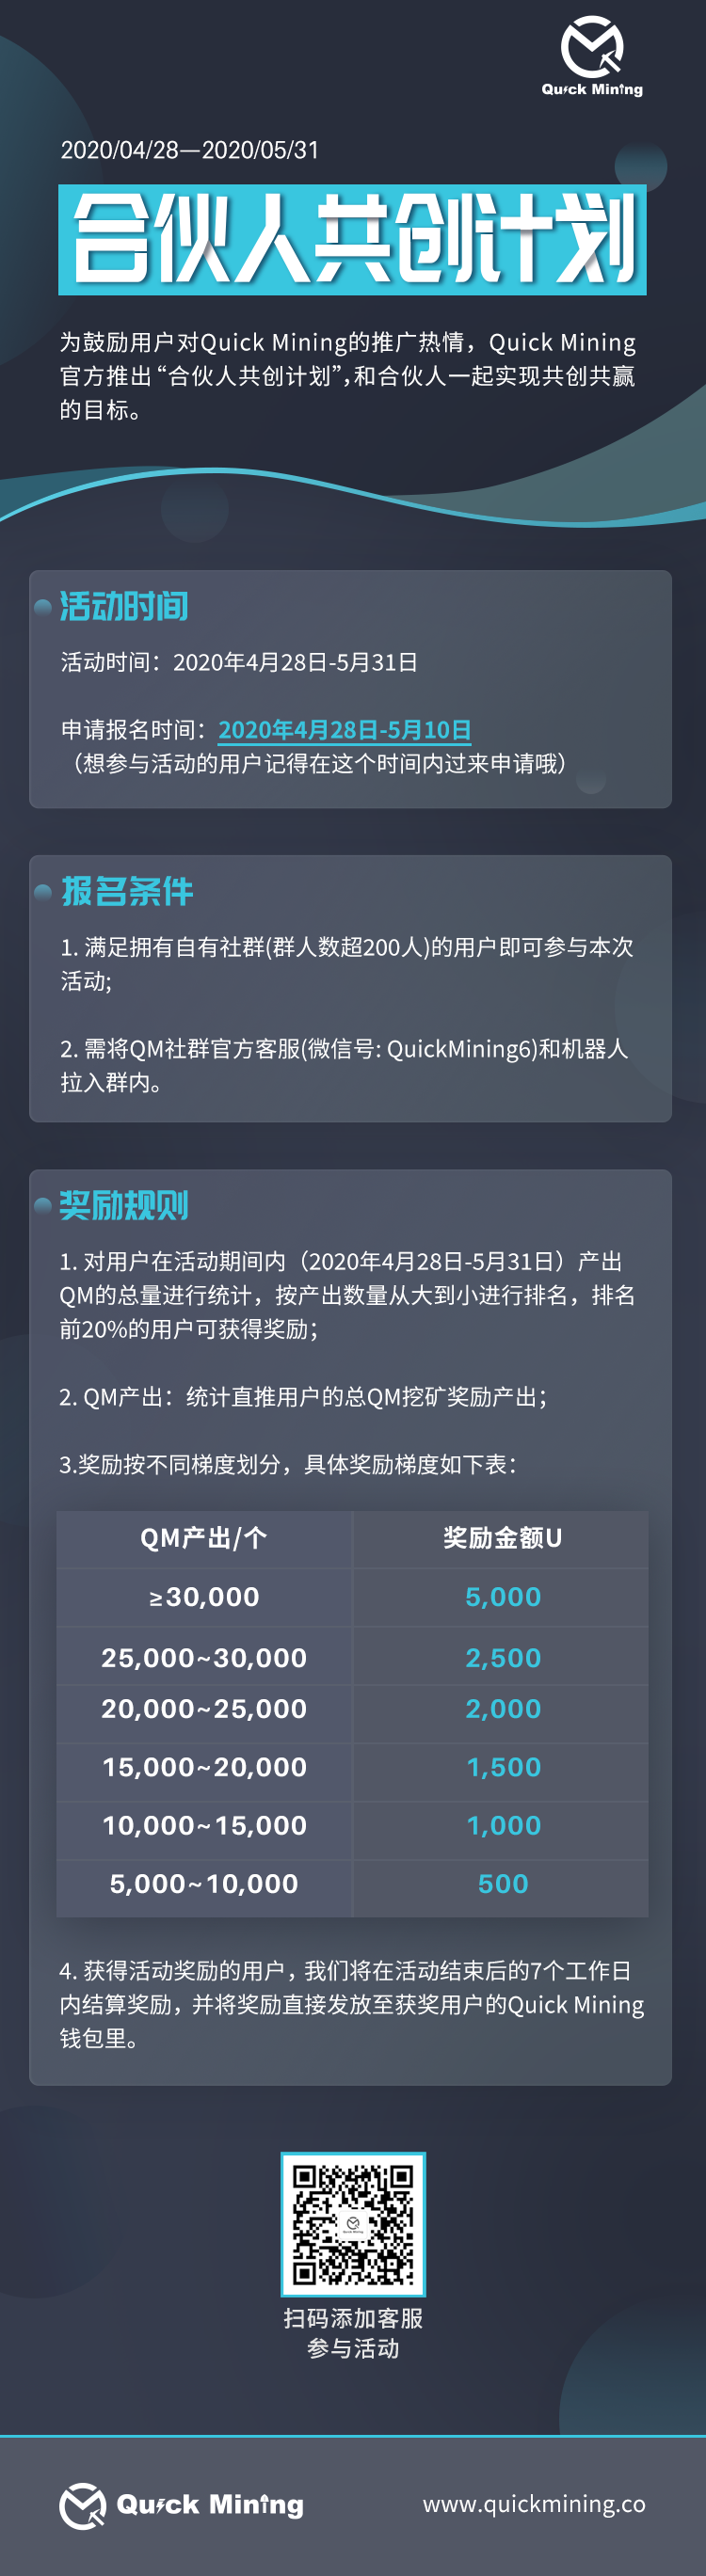 Quick Mining
2020/04/28—2020/05/31
合伙人共创计划
为鼓励用户对Quick Mining的推广热情，Quick Mining
官方推出“合伙人共创计划”,和合伙人一起实现共创共赢
的目标。
活动时间
活动时间：2020年4月28日-5月31日
申请报名时间：2020年4月28日-5月10日
（想参与活动的用户记得在这个时间内过来申请哦）
报名条件
1. 满足拥有自有社群(群人数超200人)的用户即可参与本次
活动;
2. 需将QM社群官方客服(微信号: QuickMining6)和机器人
拉入群内。
奖励规则
1. 对用户在活动期间内（2020年4月28日-5月31日）产出
QM的总量进行统计，按产出数量从大到小进行排名，排名
前20%的用户可获得奖励；
2. QM产出：统计直推用户的总QM挖矿奖励产出；
3.奖励按不同梯度划分，具体奖励梯度如下表：
QM产出/个 奖励金额U
≥30,000 5,000
25,000~30,000 2,500
20,000~25,000 2,000
15,000~20,000 1,500
10,000~15,000 1,000
5,000~10,000 500
4. 获得活动奖励的用户，我们将在活动结束后的7个工作日
内结算奖励，并将奖励直接发放至获奖用户的Quick Mining
钱包里。
Quick Mining
扫码添加客服
参与活动
Quick Mining www.quickmining.co